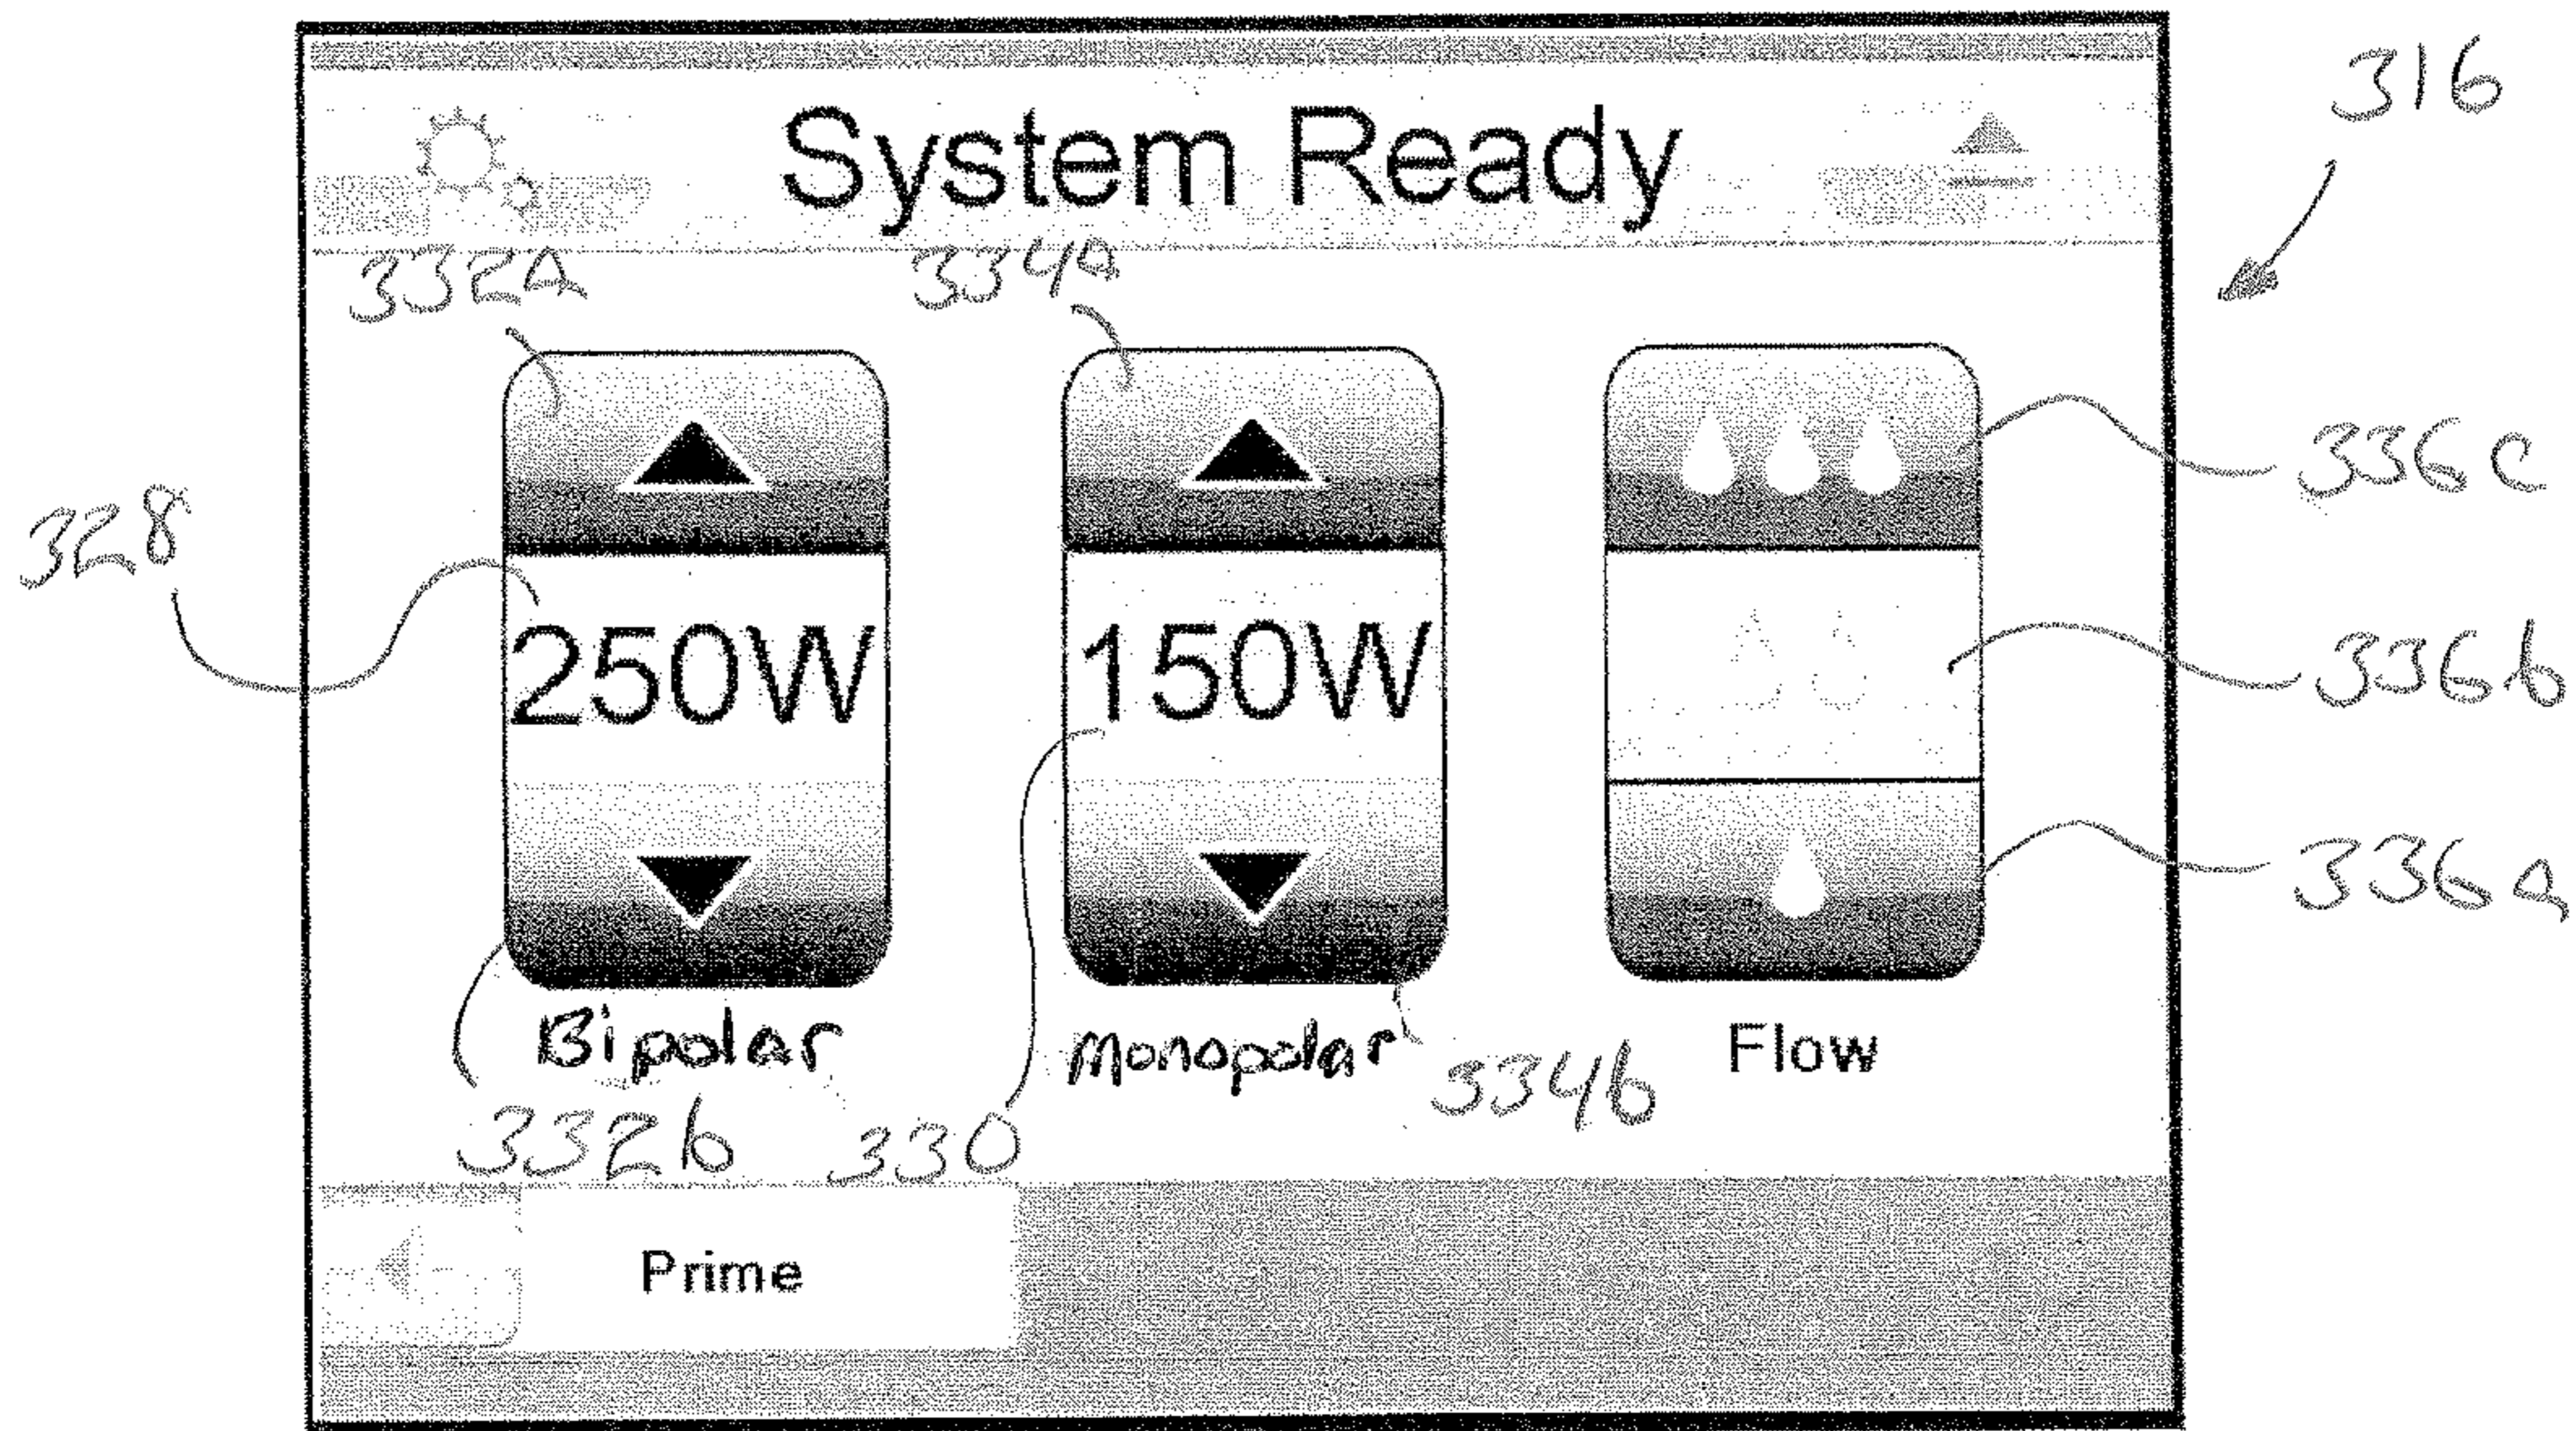 316
System Ready
332a 334a
336c
328
250W 150W
336b
336a
Bipolar Monopolar Flow
332b 330 334b
Prime